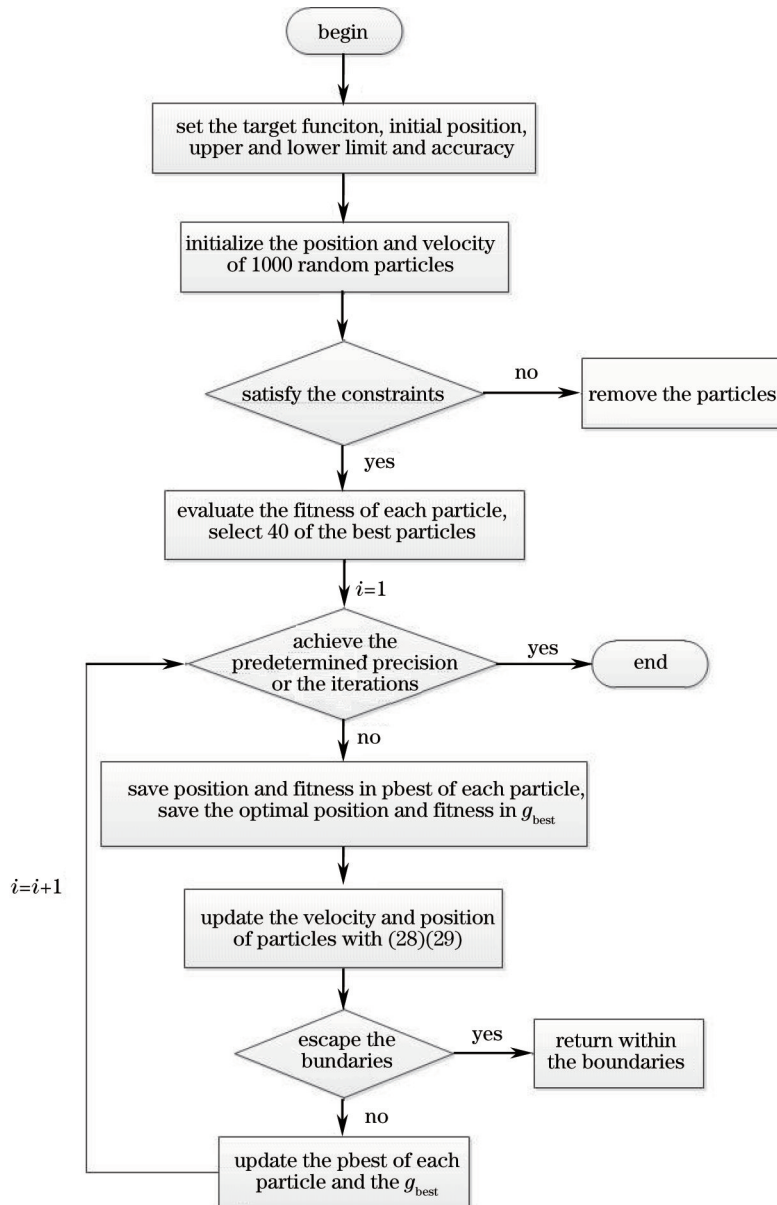 begin
set the target funciton, initial position,
upper and lower limit and accuracy
initialize the position and velocity
of 1000 random particles
satisfy the constraints
no
remove the particles
yes
evaluate the fitness of each particle,
select 40 of the best particles
i=1
achieve the
predetermined precision
or the iterations
yes
end
no
save position and fitness in pbest of each particle,
save the optimal position and fitness in gbest
i=i+1
update the velocity and position
of particles with (28)(29)
escape the
bundaries
yes
return within
the boundaries
no
update the pbest of each
particle and the gbest